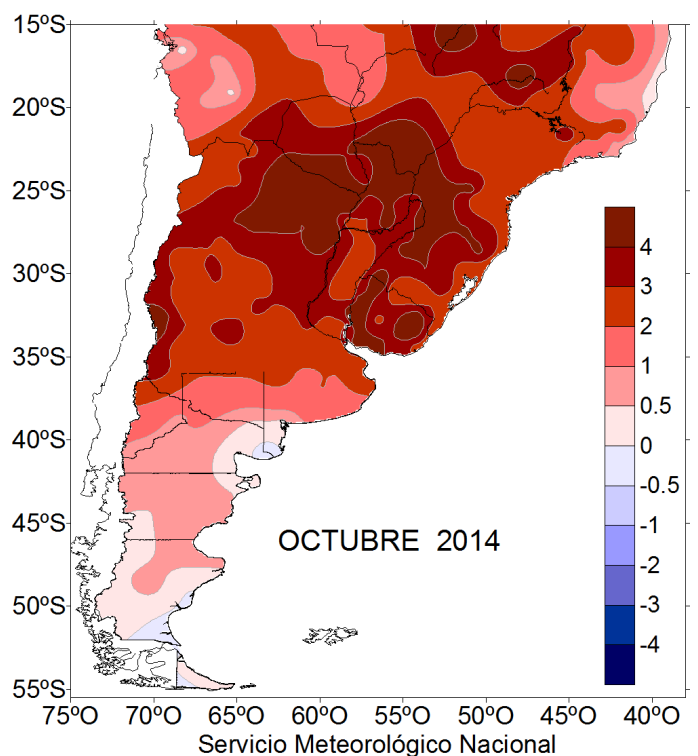 15ºS
20ºS
25ºS
30ºS
35ºS
40ºS
45ºS
50ºS
55ºS
4
3
2
1
0.5
0
-0.5
-1
-2
-3
-4
OCTUBRE 2014
75ºO 70ºO 65ºO 60ºO 55ºO 50ºO 45ºO 40ºO
Servicio Meteorológico Nacional